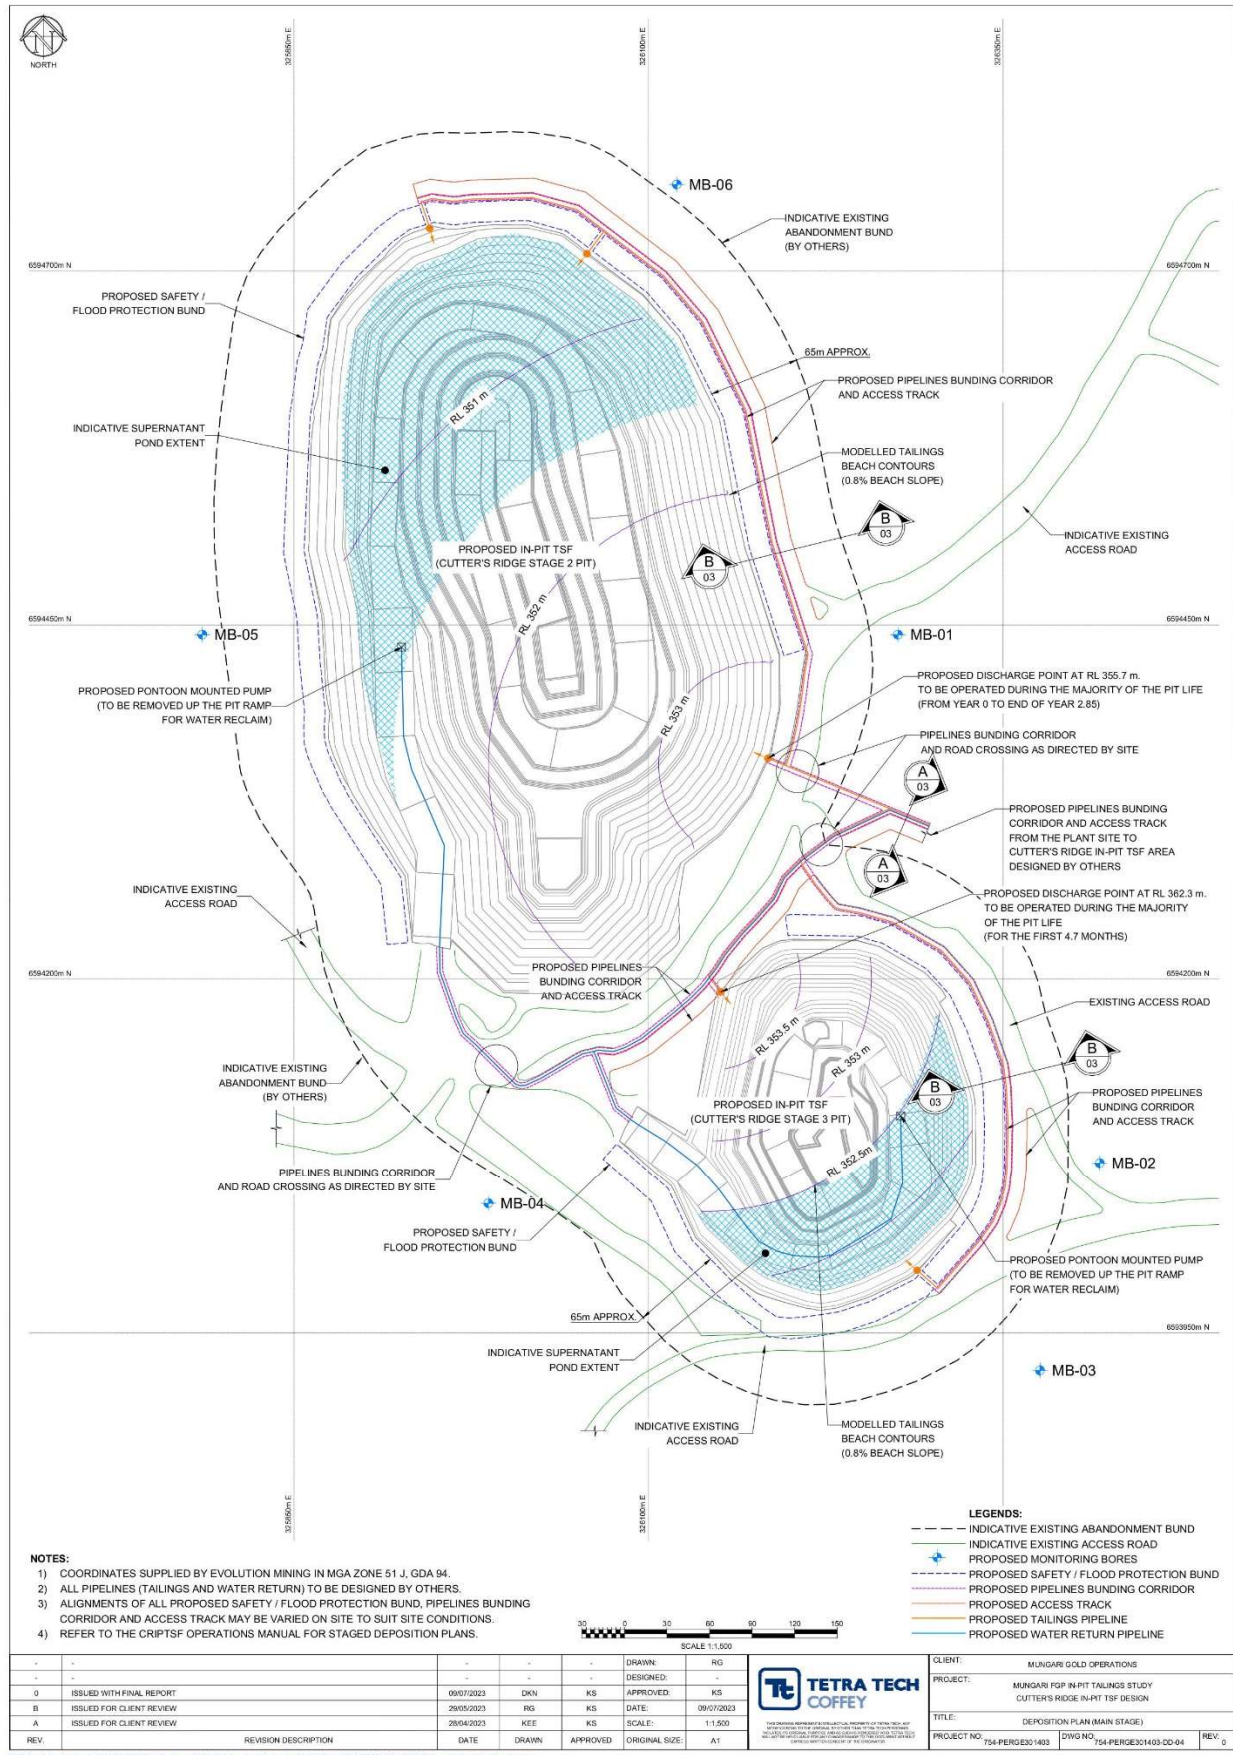 NORTH
325850m E
326100m E
326350m E
MB-06
INDICATIVE EXISTING
ABANDONMENT BUND
(BY OTHERS)
6594700m N
6594700m N
PROPOSED SAFETY /
FLOOD PROTECTION BUND
65m APPROX.
PROPOSED PIPELINES BUNDING CORRIDOR
AND ACCESS TRACK
RL 351 m
INDICATIVE SUPERNATANT
POND EXTENT
MODELLED TAILINGS
BEACH CONTOURS
(0.8% BEACH SLOPE)
B
03
INDICATIVE EXISTING
ACCESS ROAD
PROPOSED IN-PIT TSF
(CUTTER'S RIDGE STAGE 2 PIT)
B
03
RL 352 m
6594450m N
6594450m N
MB-05
MB-01
PROPOSED PONTOON MOUNTED PUMP
(TO BE REMOVED UP THE PIT RAMP
FOR WATER RECLAIM)
RL 353 m
PROPOSED DISCHARGE POINT AT RL 355.7 m.
TO BE OPERATED DURING THE MAJORITY OF THE PIT LIFE
(FROM YEAR 0 TO END OF YEAR 2.85)
PIPELINES BUNDING CORRIDOR
AND ROAD CROSSING AS DIRECTED BY SITE
A
03
PROPOSED PIPELINES BUNDING
CORRIDOR AND ACCESS TRACK
FROM THE PLANT SITE TO
CUTTER'S RIDGE IN-PIT TSF AREA
DESIGNED BY OTHERS
A
03
INDICATIVE EXISTING
ACCESS ROAD
PROPOSED DISCHARGE POINT AT RL 362.3 m.
TO BE OPERATED DURING THE MAJORITY
OF THE PIT LIFE
(FOR THE FIRST 4.7 MONTHS)
6594200m N
6594200m N
PROPOSED PIPELINES
BUNDING CORRIDOR
AND ACCESS TRACK
EXISTING ACCESS ROAD
RL 353.5 m
RL 353 m
B
03
INDICATIVE EXISTING
ABANDONMENT BUND
(BY OTHERS)
B
03
PROPOSED IN-PIT TSF
(CUTTER'S RIDGE STAGE 3 PIT)
PROPOSED PIPELINES
BUNDING CORRIDOR
AND ACCESS TRACK
RL 352.5m
MB-02
PIPELINES BUNDING CORRIDOR
AND ROAD CROSSING AS DIRECTED BY SITE
MB-04
PROPOSED SAFETY /
FLOOD PROTECTION BUND
PROPOSED PONTOON MOUNTED PUMP
(TO BE REMOVED UP THE PIT RAMP
FOR WATER RECLAIM)
65m APPROX.
6593950m N
INDICATIVE SUPERNATANT
POND EXTENT
MB-03
INDICATIVE EXISTING
ACCESS ROAD
MODELLED TAILINGS
BEACH CONTOURS
(0.8% BEACH SLOPE)
325850m E
326100m E
LEGENDS:
INDICATIVE EXISTING ABANDONMENT BUND
INDICATIVE EXISTING ACCESS ROAD
PROPOSED MONITORING BORES
PROPOSED SAFETY / FLOOD PROTECTION BUND
PROPOSED PIPELINES BUNDING CORRIDOR
PROPOSED ACCESS TRACK
PROPOSED TAILINGS PIPELINE
PROPOSED WATER RETURN PIPELINE
NOTES:
1) COORDINATES SUPPLIED BY EVOLUTION MINING IN MGA ZONE 51 J, GDA 94.
2) ALL PIPELINES (TAILINGS AND WATER RETURN) TO BE DESIGNED BY OTHERS.
3) ALIGNMENTS OF ALL PROPOSED SAFETY / FLOOD PROTECTION BUND, PIPELINES BUNDING
CORRIDOR AND ACCESS TRACK MAY BE VARIED ON SITE TO SUIT SITE CONDITIONS.
4) REFER TO THE CRIPTSF OPERATIONS MANUAL FOR STAGED DEPOSITION PLANS.
30 0 30 60 90 120 150
SCALE 1:1,500
- - - - - DRAWN: RG
- - - - - DESIGNED: -
0 ISSUED WITH FINAL REPORT 09/07/2023 DKN KS APPROVED: KS
B ISSUED FOR CLIENT REVIEW 29/05/2023 RG KS DATE: 09/07/2023
A ISSUED FOR CLIENT REVIEW 28/04/2023 KEE KS SCALE: 1:1,500
REV. REVISION DESCRIPTION DATE DRAWN APPROVED ORIGINAL SIZE: A1
Tt TETRA TECH
COFFEY
CLIENT: MUNGARI GOLD OPERATIONS
PROJECT: MUNGARI FGP IN-PIT TAILINGS STUDY
CUTTER'S RIDGE IN-PIT TSF DESIGN
TITLE: DEPOSITION PLAN (MAIN STAGE)
PROJECT NO. 754-PERGE301403 DWG NO. 754-PERGE301403-DD-04 REV. 0